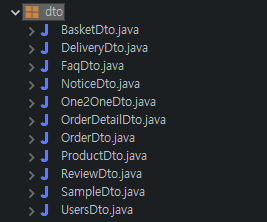 dto
BasketDto.java
DeliveryDto.java
FaqDto.java
NoticeDto.java
One2OneDto.java
OrderDetailDto.java
OrderDto.java
ProductDto.java
ReviewDto.java
SampleDto.java
UsersDto.java